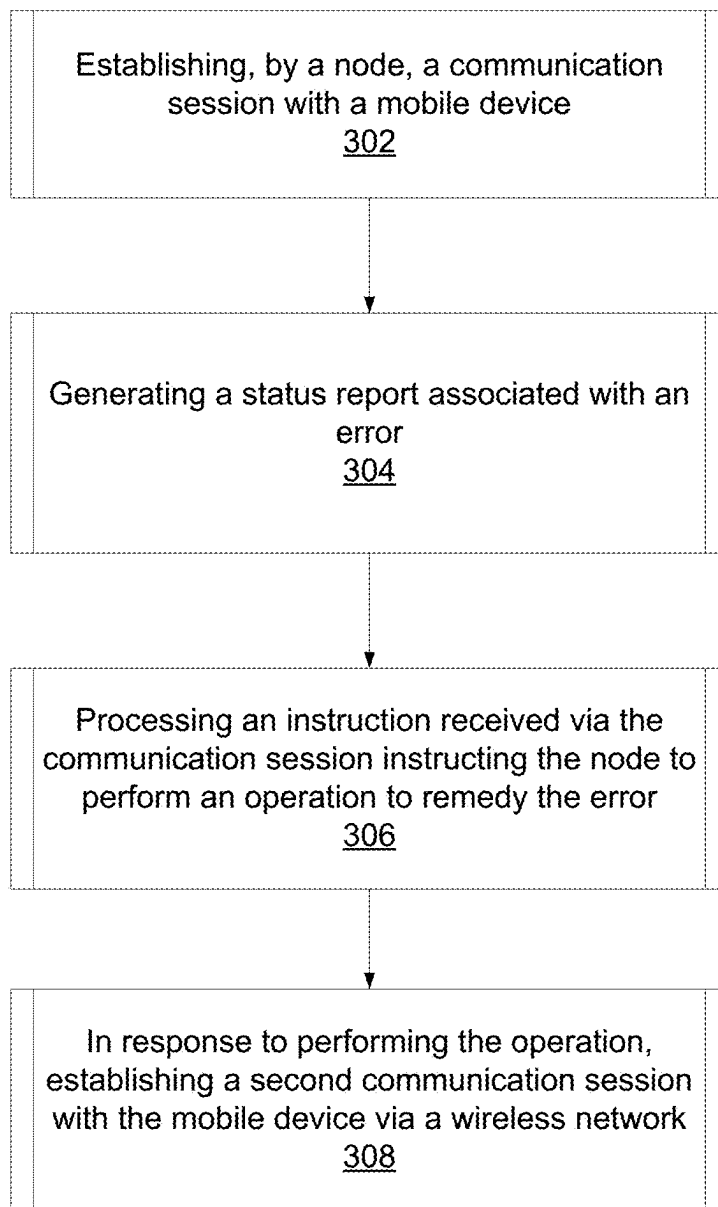 Establishing, by a node, a communication
session with a mobile device
302
Generating a status report associated with an
error
304
Processing an instruction received via the
communication session instructing the node to
perform an operation to remedy the error
306
In response to performing the operation,
establishing a second communication session
with the mobile device via a wireless network
308